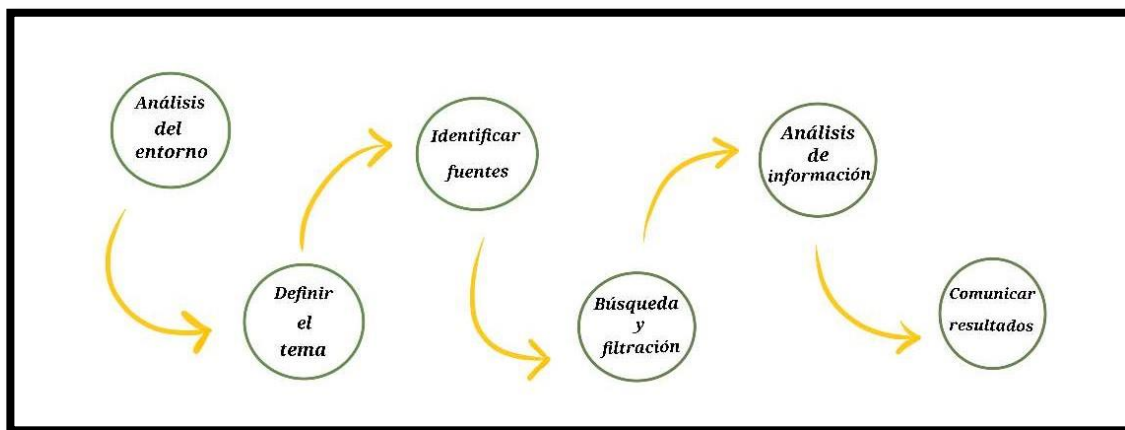 Análisis
del
entorno
Definir
el
tema
Identificar
fuentes
Búsqueda
y
filtración
Análisis
de
información
Comunicar
resultados